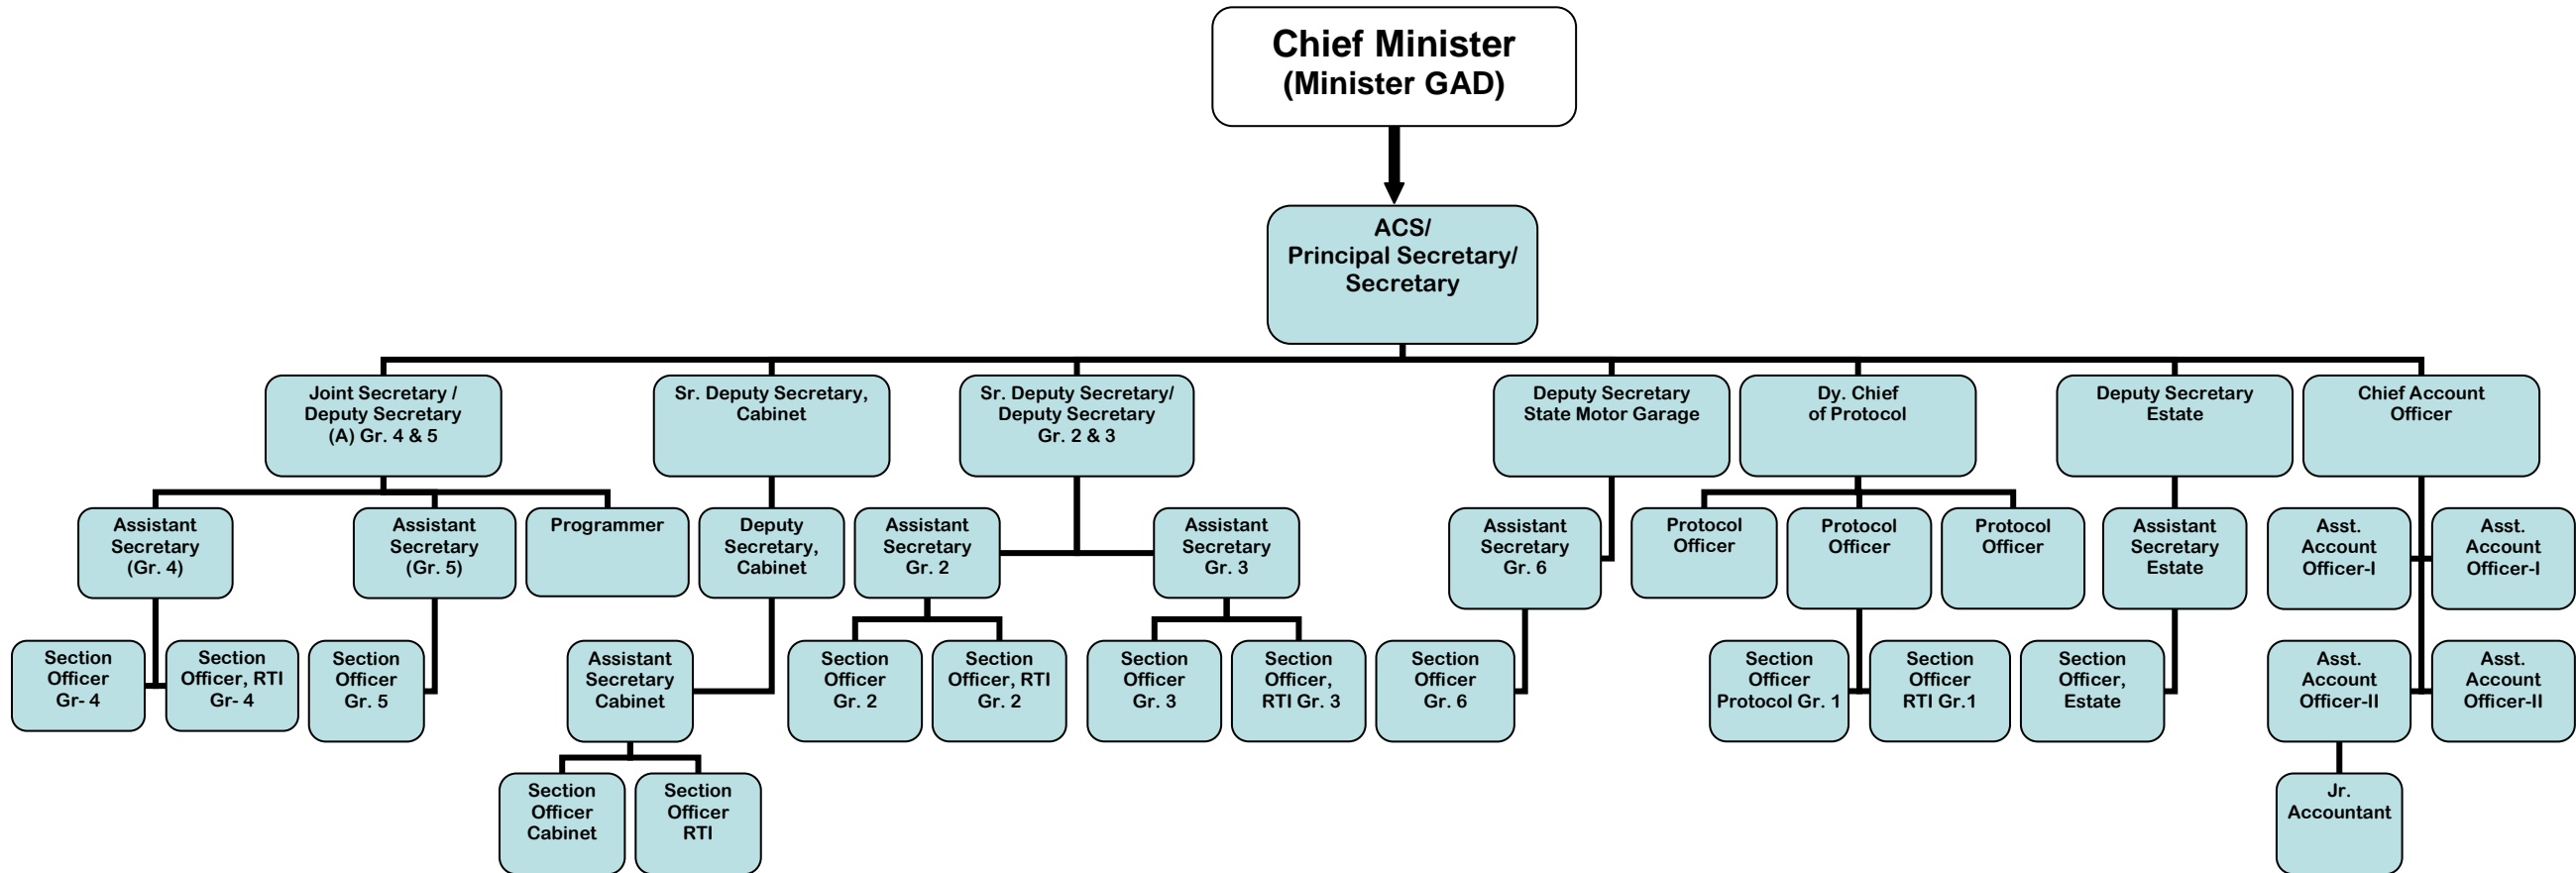 Chief Minister
(Minister GAD)
ACS/
Principal Secretary/
Secretary
Joint Secretary /
Deputy Secretary
(A) Gr. 4 & 5
Sr. Deputy Secretary,
Cabinet
Sr. Deputy Secretary/
Deputy Secretary
Gr. 2 & 3
Deputy Secretary
State Motor Garage
Dy. Chief
of Protocol
Deputy Secretary
Estate
Chief Account
Officer
Assistant
Secretary
(Gr. 4)
Assistant
Secretary
(Gr. 5)
Programmer
Deputy
Secretary,
Cabinet
Assistant
Secretary
Gr. 2
Assistant
Secretary
Gr. 3
Assistant
Secretary
Gr. 6
Protocol
Officer
Protocol
Officer
Protocol
Officer
Assistant
Secretary
Estate
Asst.
Account
Officer-I
Asst.
Account
Officer-I
Section
Officer
Gr- 4
Section
Officer, RTI
Gr- 4
Section
Officer
Gr. 5
Assistant
Secretary
Cabinet
Section
Officer
Gr. 2
Section
Officer, RTI
Gr. 2
Section
Officer
Gr. 3
Section
Officer,
RTI Gr. 3
Section
Officer
Gr. 6
Section
Officer
Protocol Gr. 1
Section
Officer
RTI Gr.1
Section
Officer,
Estate
Asst.
Account
Officer-II
Asst.
Account
Officer-II
Section
Officer
Cabinet
Section
Officer
RTI
Jr.
Accountant